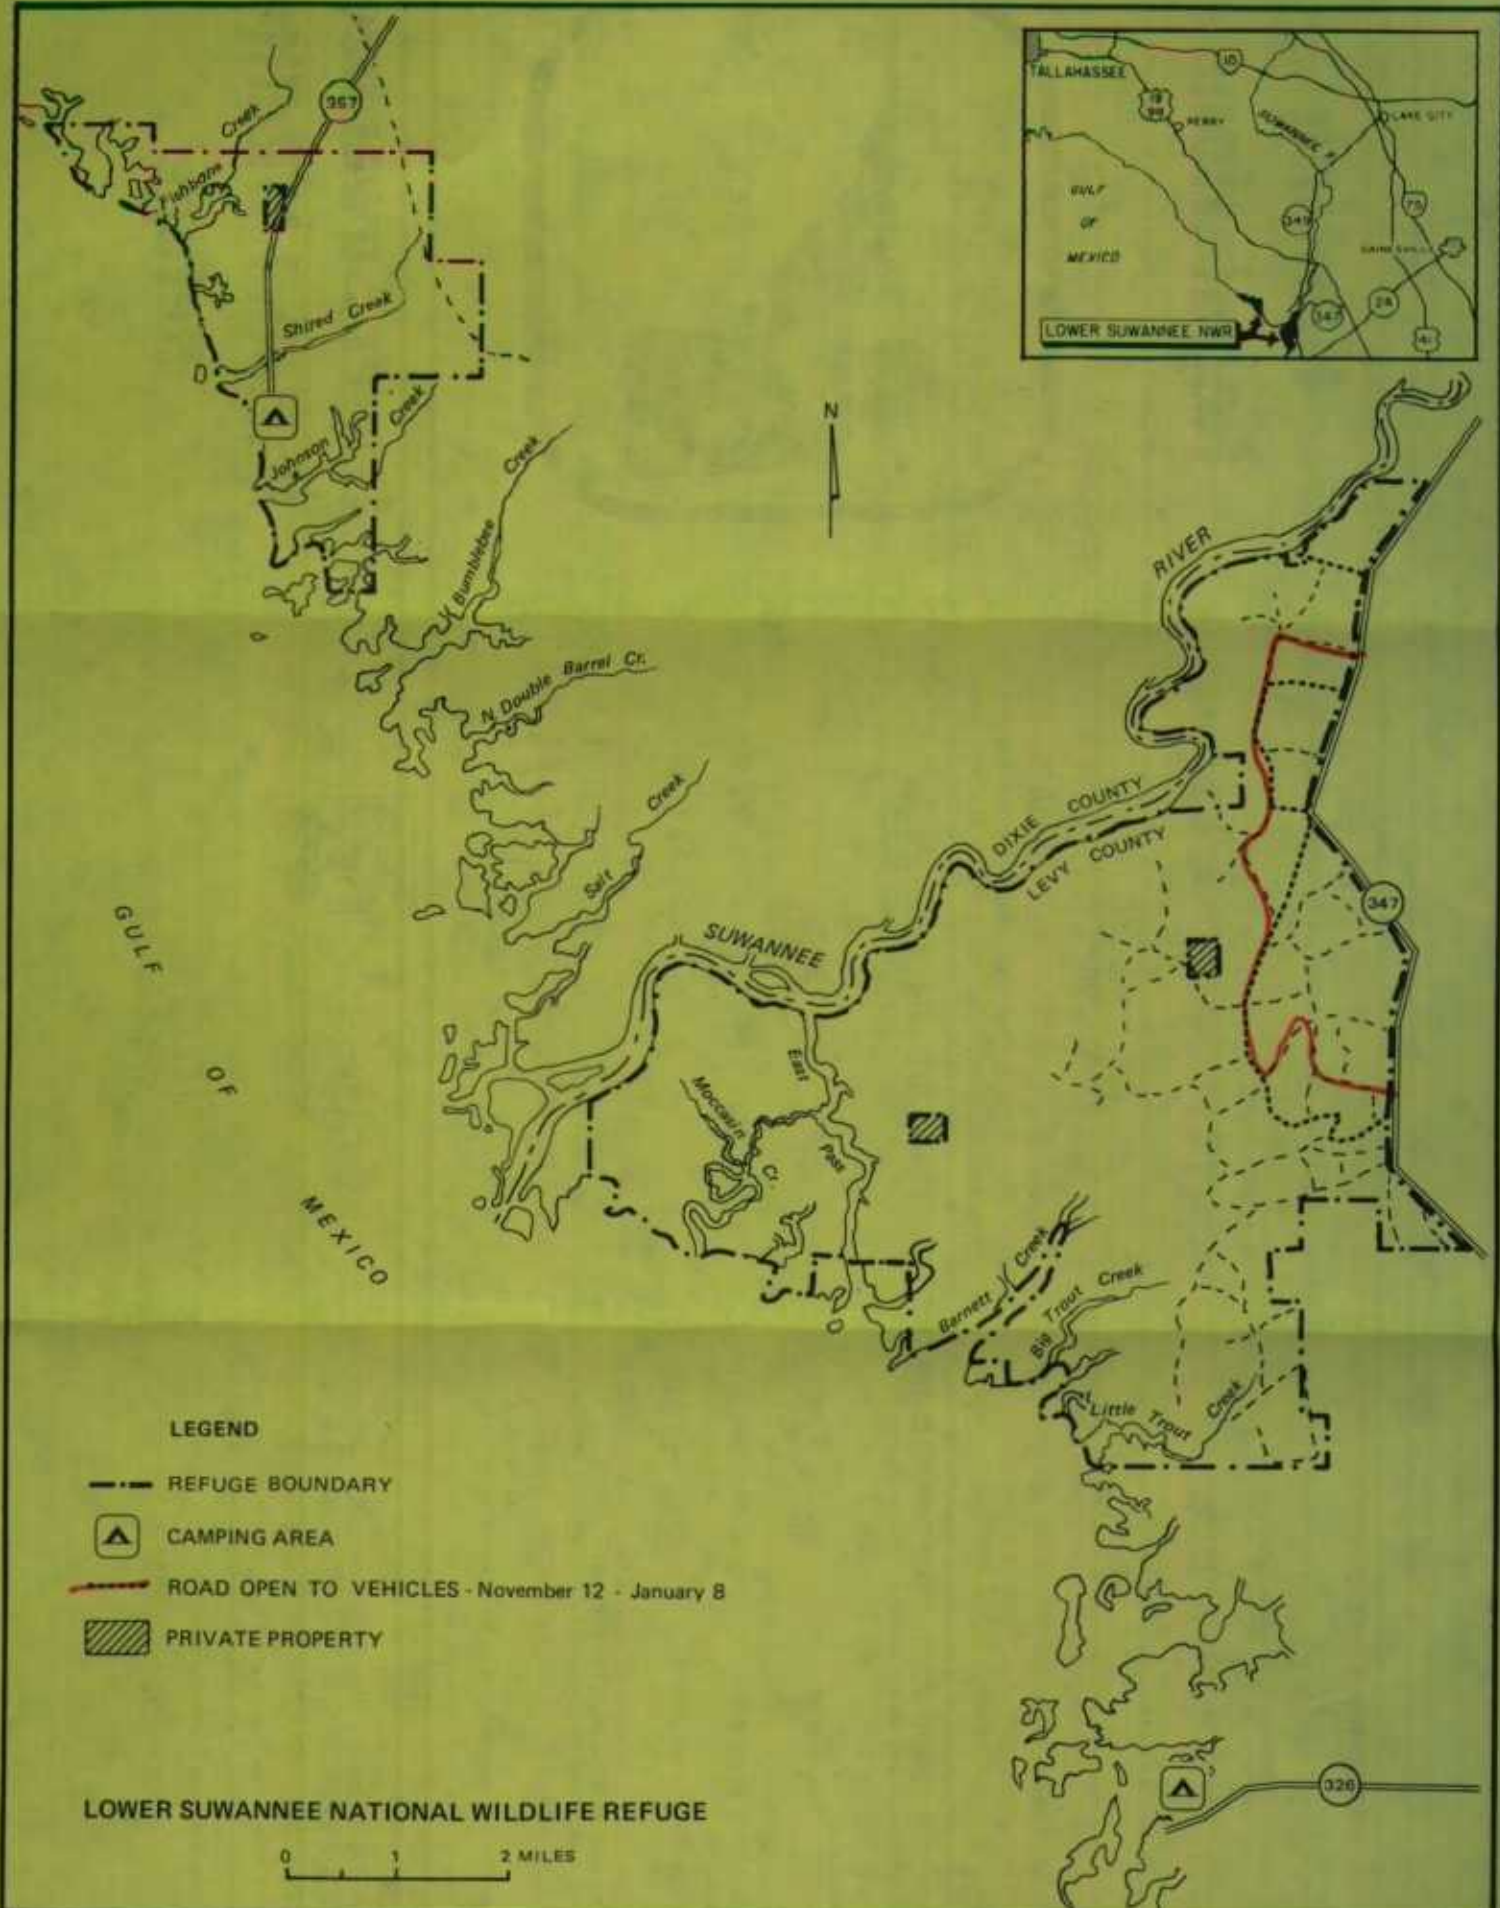 TALLAHASSEE
10
19
98
PERRY
SUWANNEE R.
LAKE CITY
GULF
OF
MEXICO
349
75
GAINESVILLE
347
24
41
LOWER SUWANNEE NWR
357
Fishbone Creek
Shired Creek
Johnson Creek
N
Bumblebee Creek
N Double Barrel Cr.
Salt Creek
SUWANNEE RIVER
DIXIE COUNTY
LEVY COUNTY
347
GULF
OF
MEXICO
East Pass
Moccasin Cr.
Barnett Creek
Big Trout Creek
Little Trout Creek
326
LEGEND
REFUGE BOUNDARY
CAMPING AREA
ROAD OPEN TO VEHICLES - November 12 - January 8
PRIVATE PROPERTY
LOWER SUWANNEE NATIONAL WILDLIFE REFUGE
0 1 2 MILES